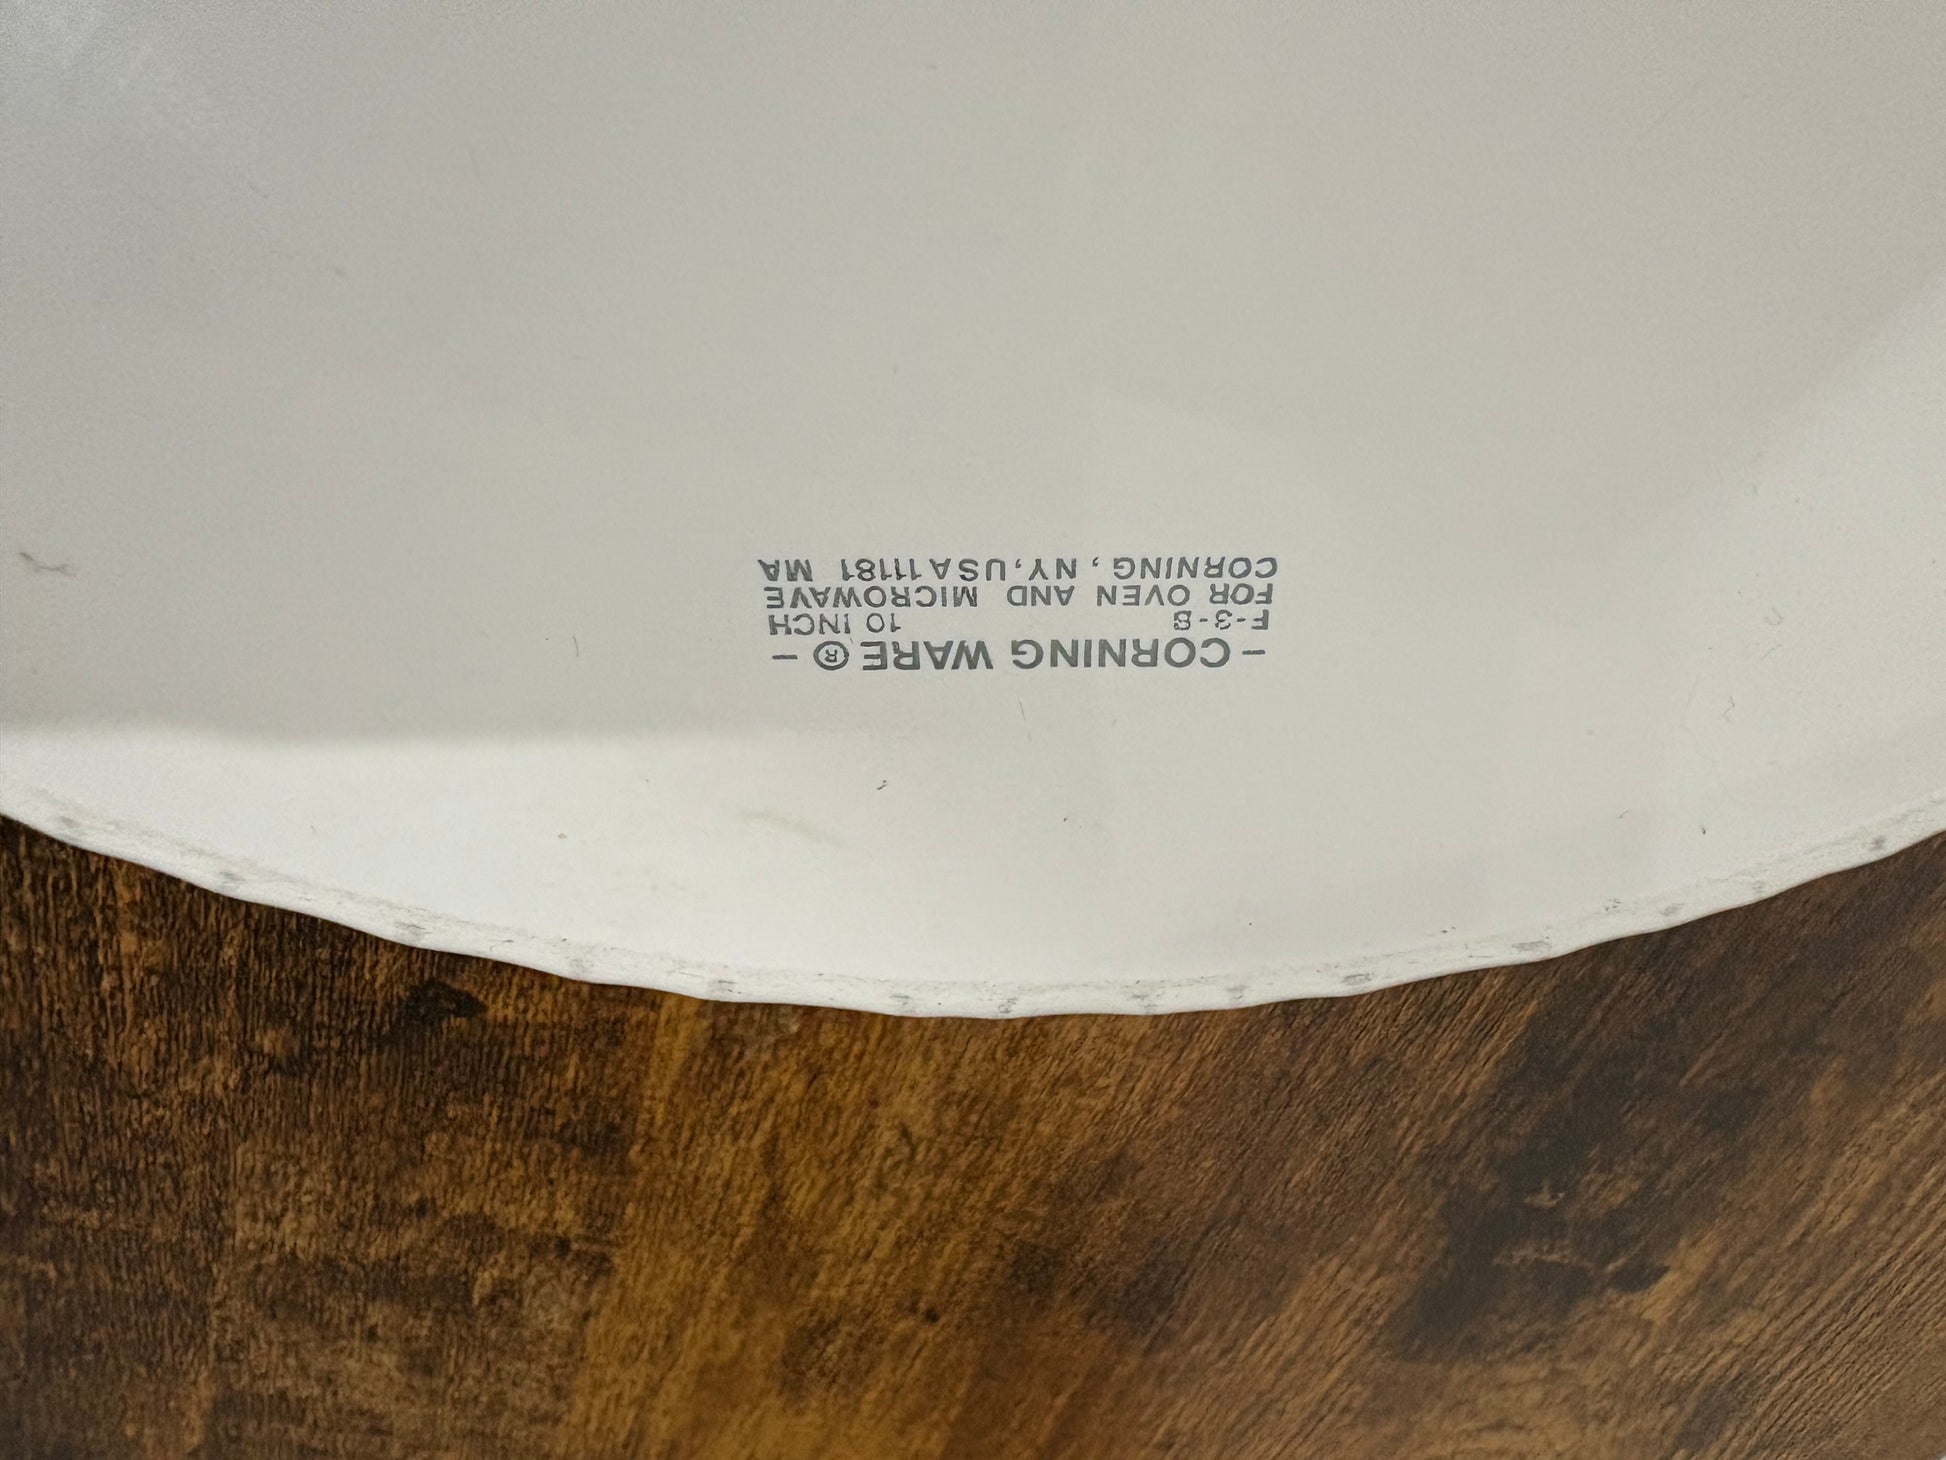 - CORNING WARE ® -
F-3-B 10 INCH
FOR OVEN AND MICROWAVE
CORNING, NY, USA 11181 MA